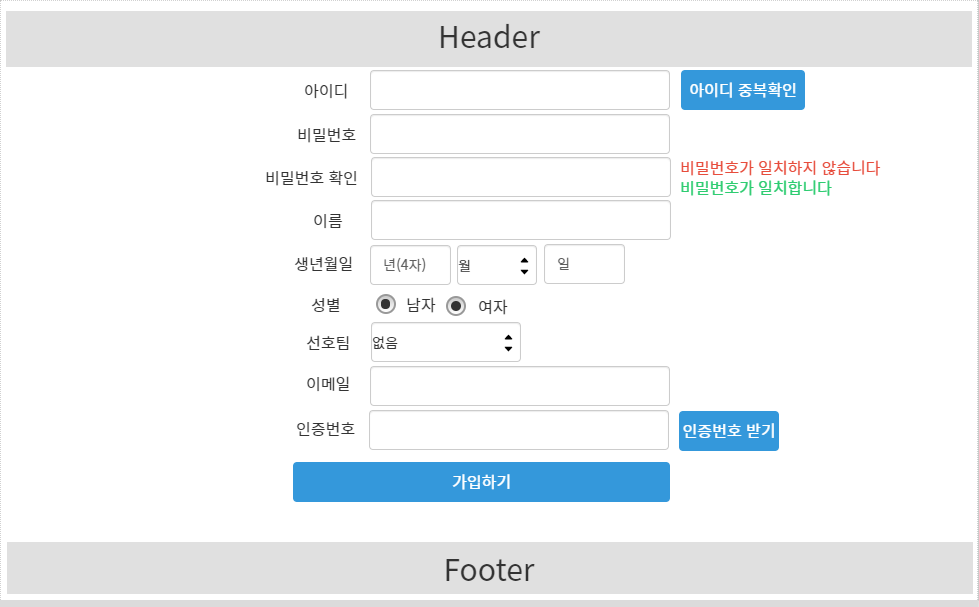 Header
아이디
아이디 중복확인
비밀번호
비밀번호 확인
비밀번호가 일치하지 않습니다
비밀번호가 일치합니다
이름
생년월일 년(4자) 월 일
성별 남자 여자
선호팀 없음
이메일
인증번호
인증번호 받기
가입하기
Footer